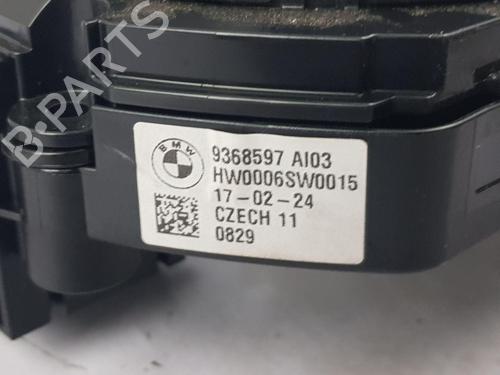 B-PARTS
BMW
9368597 AI03
HW0006SW0015
17-02-24
CZECH 11
0829